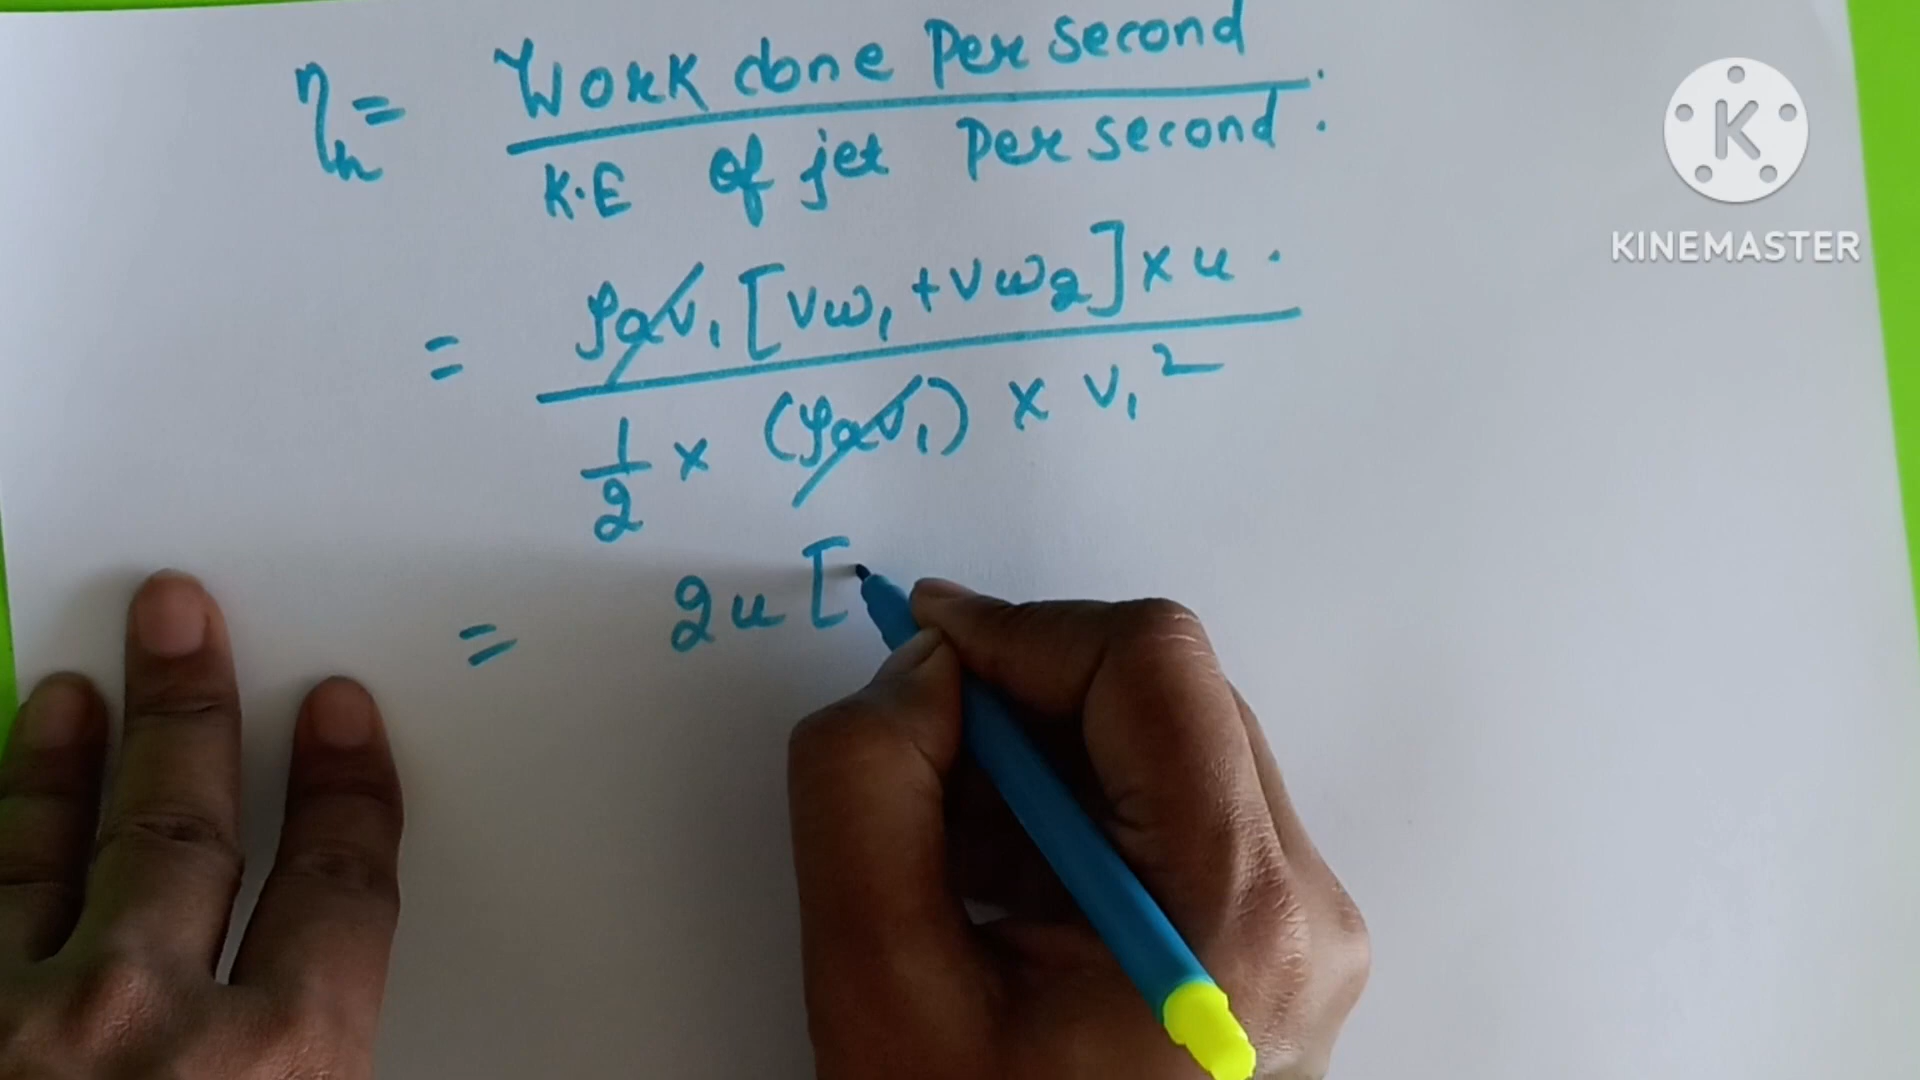 ηh = Work done Per second
K.E of jet Per second.
= ρav1 [Vw1 + Vw2] x u.
1/2 x (ρav1) x V1²
= 2u [
K
KINEMASTER